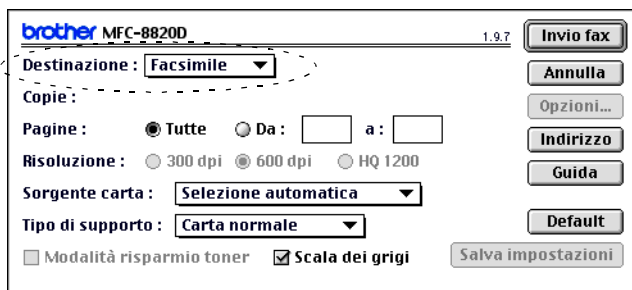 brother MFC-8820D 1.9.7 Invio fax
Destinazione : Facsimile Annulla
Copie : Opzioni...
Pagine : Tutte Da : a : Indirizzo
Risoluzione : 300 dpi 600 dpi HQ 1200
Guida
Sorgente carta : Selezione automatica
Tipo di supporto : Carta normale Default
Modalità risparmio toner Scala dei grigi Salva impostazioni